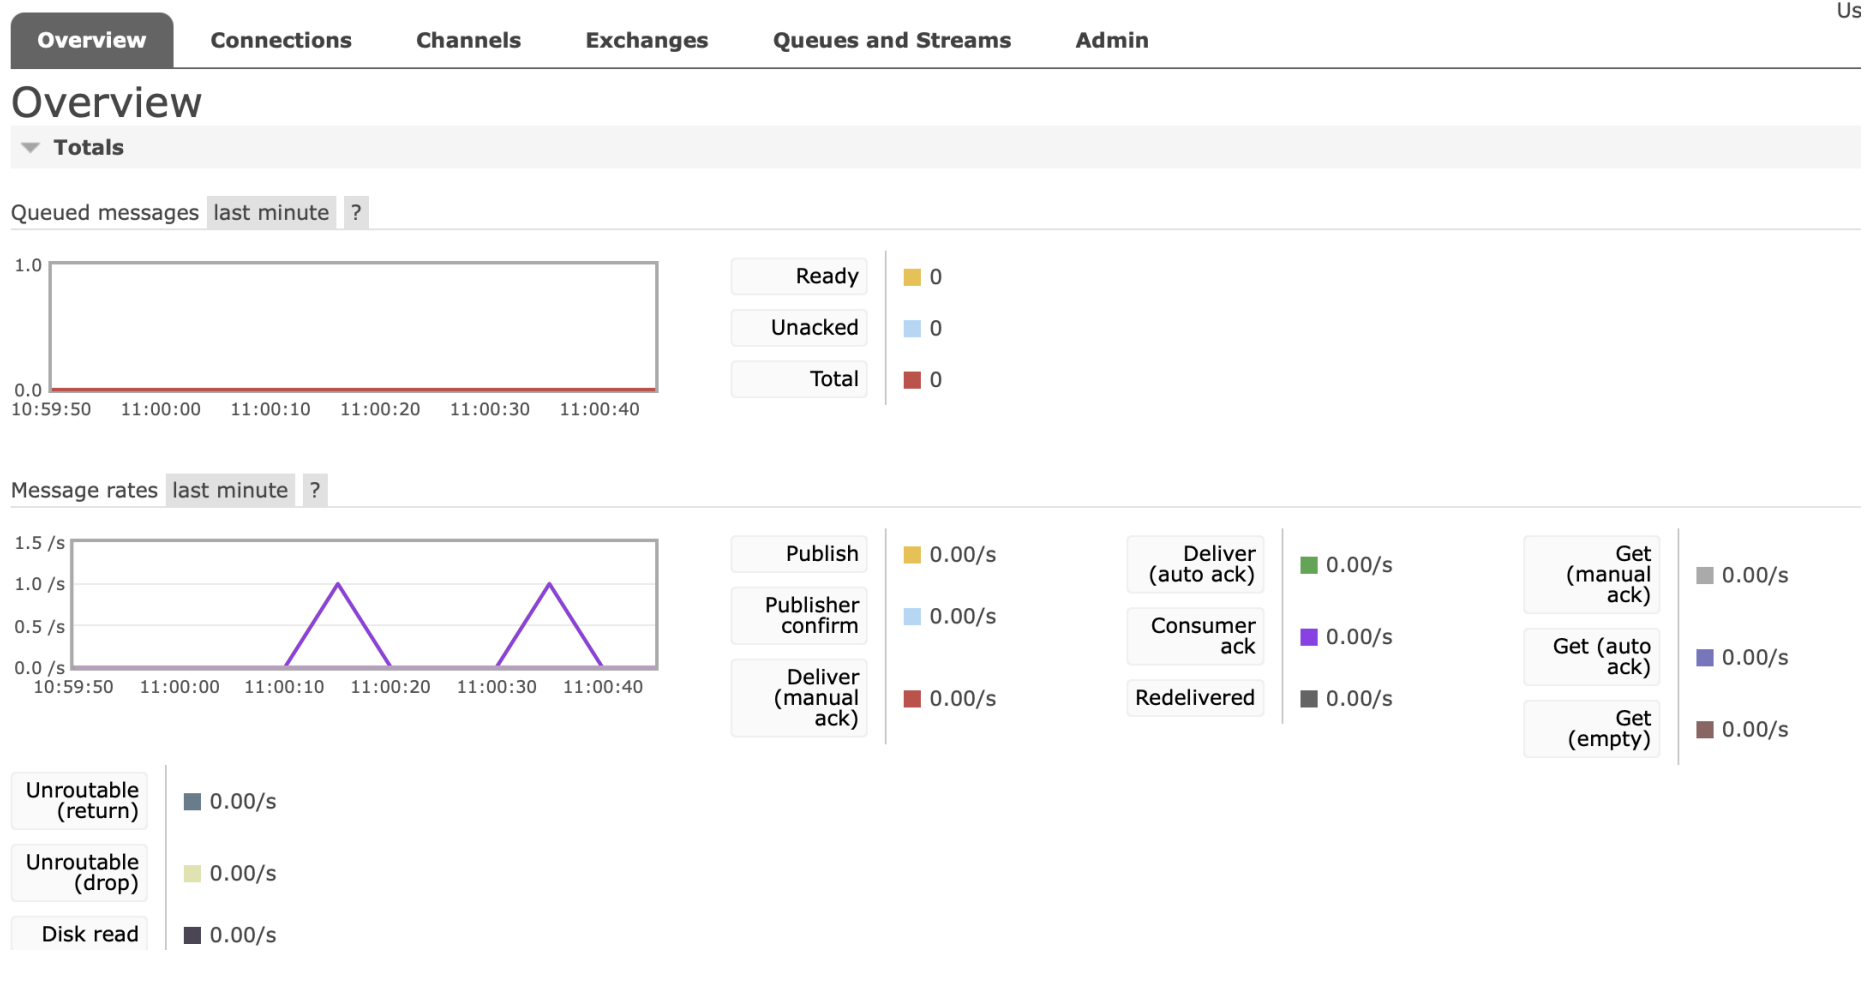 Us
Overview Connections Channels Exchanges Queues and Streams Admin
Overview
Totals
Queued messages last minute ?
1.0
0.0
10:59:50 11:00:00 11:00:10 11:00:20 11:00:30 11:00:40
Ready 0
Unacked 0
Total 0
Message rates last minute ?
1.5 /s
1.0 /s
0.5 /s
0.0 /s
10:59:50 11:00:00 11:00:10 11:00:20 11:00:30 11:00:40
Publish 0.00/s
Publisher
confirm 0.00/s
Deliver
(manual
ack) 0.00/s
Deliver
(auto ack) 0.00/s
Consumer
ack 0.00/s
Redelivered 0.00/s
Get
(manual
ack) 0.00/s
Get (auto
ack) 0.00/s
Get
(empty) 0.00/s
Unroutable
(return) 0.00/s
Unroutable
(drop) 0.00/s
Disk read 0.00/s